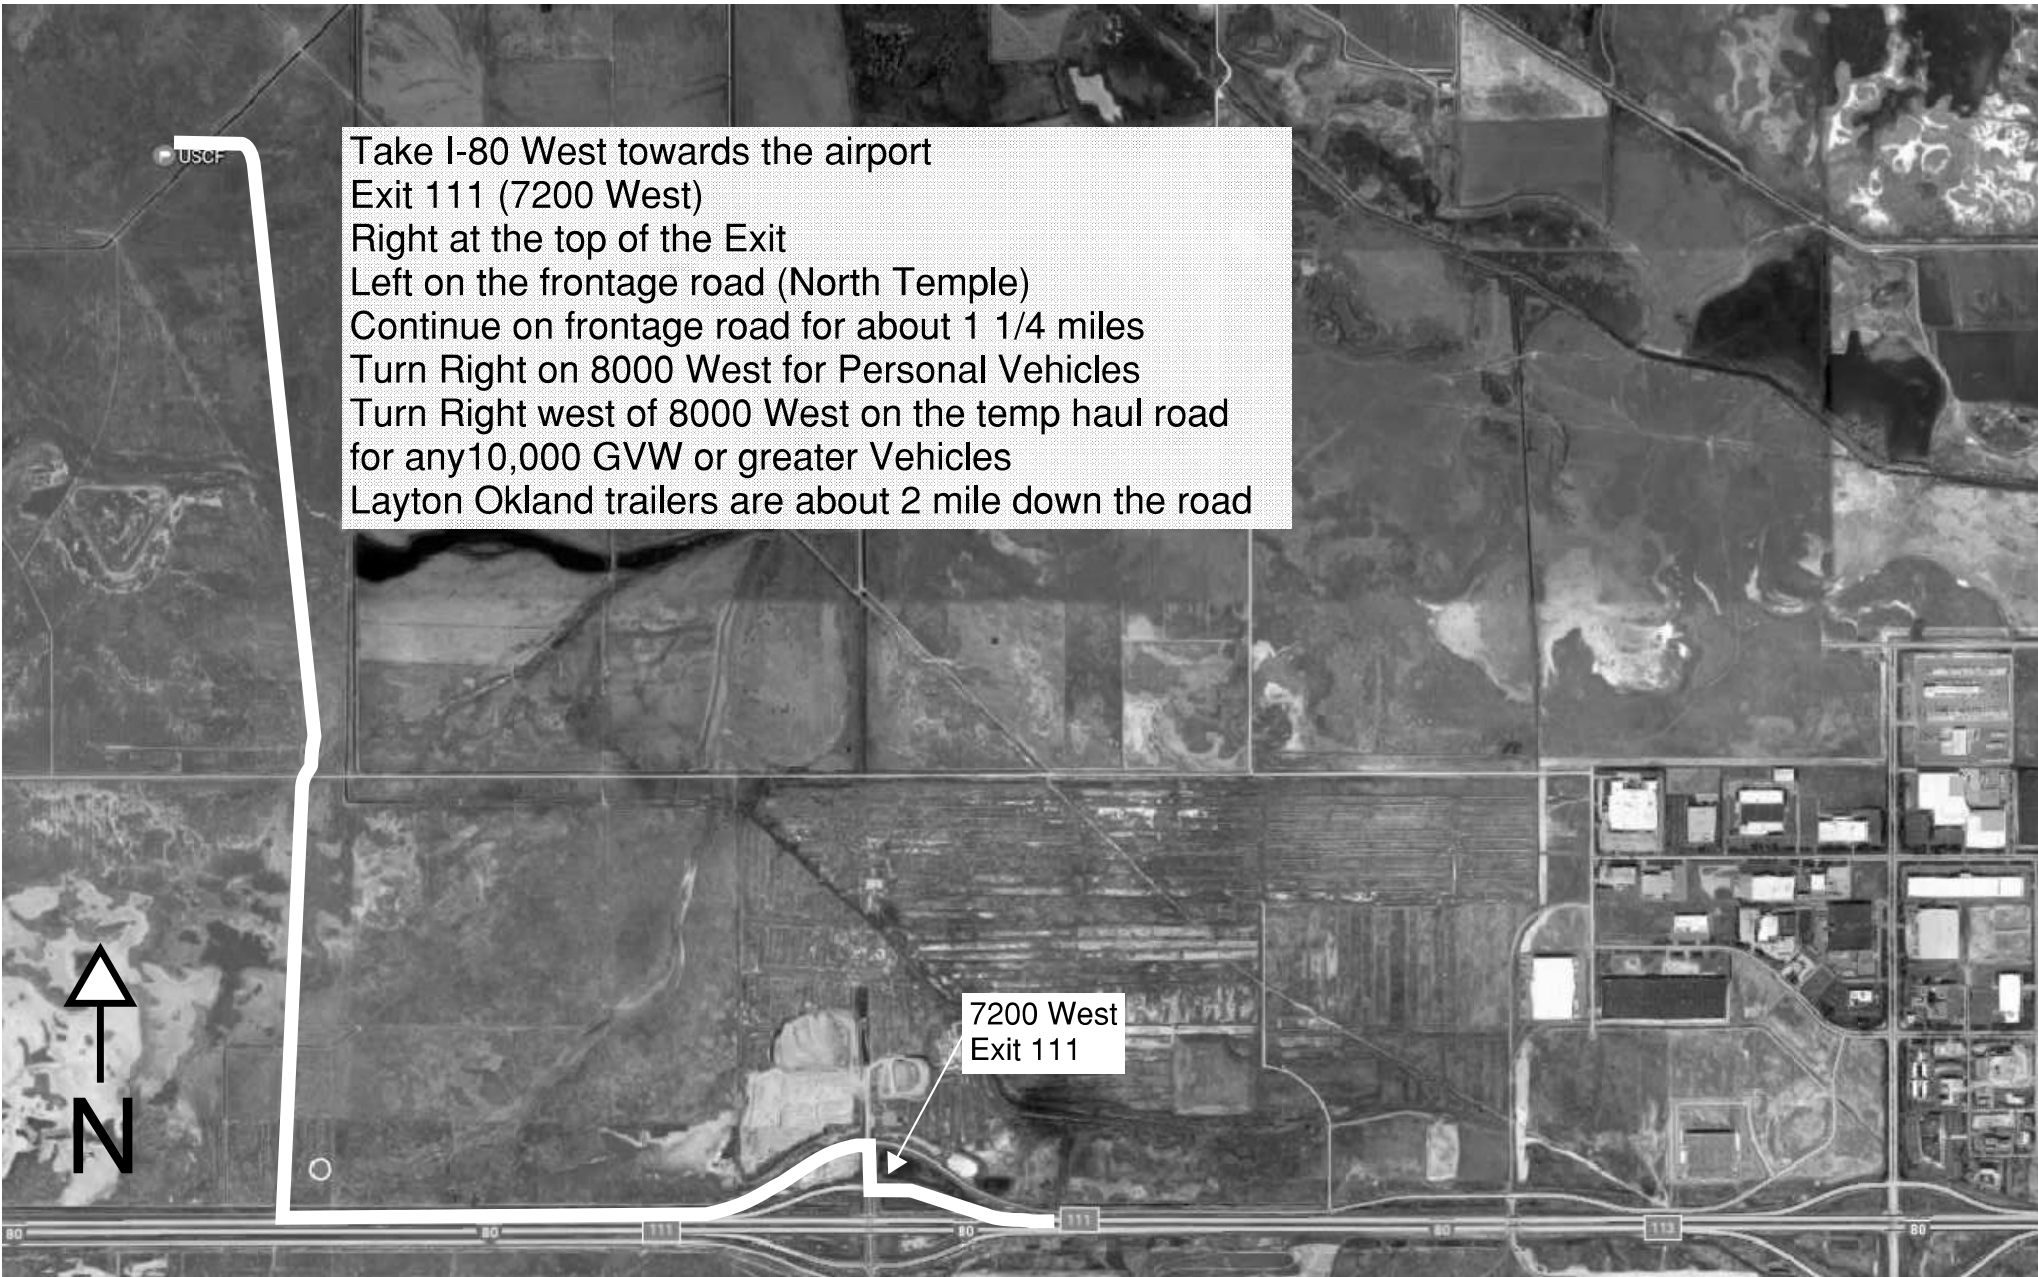 USCF
Take I-80 West towards the airport
Exit 111 (7200 West)
Right at the top of the Exit
Left on the frontage road (North Temple)
Continue on frontage road for about 1 1/4 miles
Turn Right on 8000 West for Personal Vehicles
Turn Right west of 8000 West on the temp haul road
for any10,000 GVW or greater Vehicles
Layton Okland trailers are about 2 mile down the road
7200 West
Exit 111
N
80
80
111
80
111
80
113
80